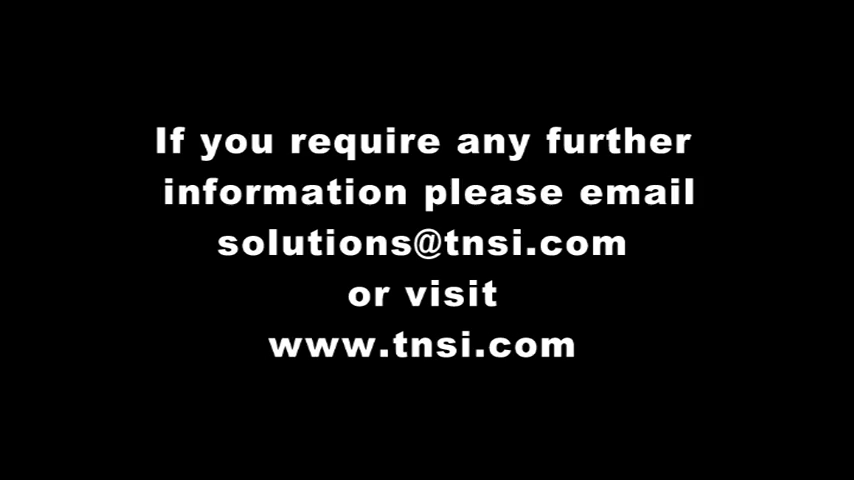 If you require any further
information please email
solutions@tnsi.com
or visit
www.tnsi.com